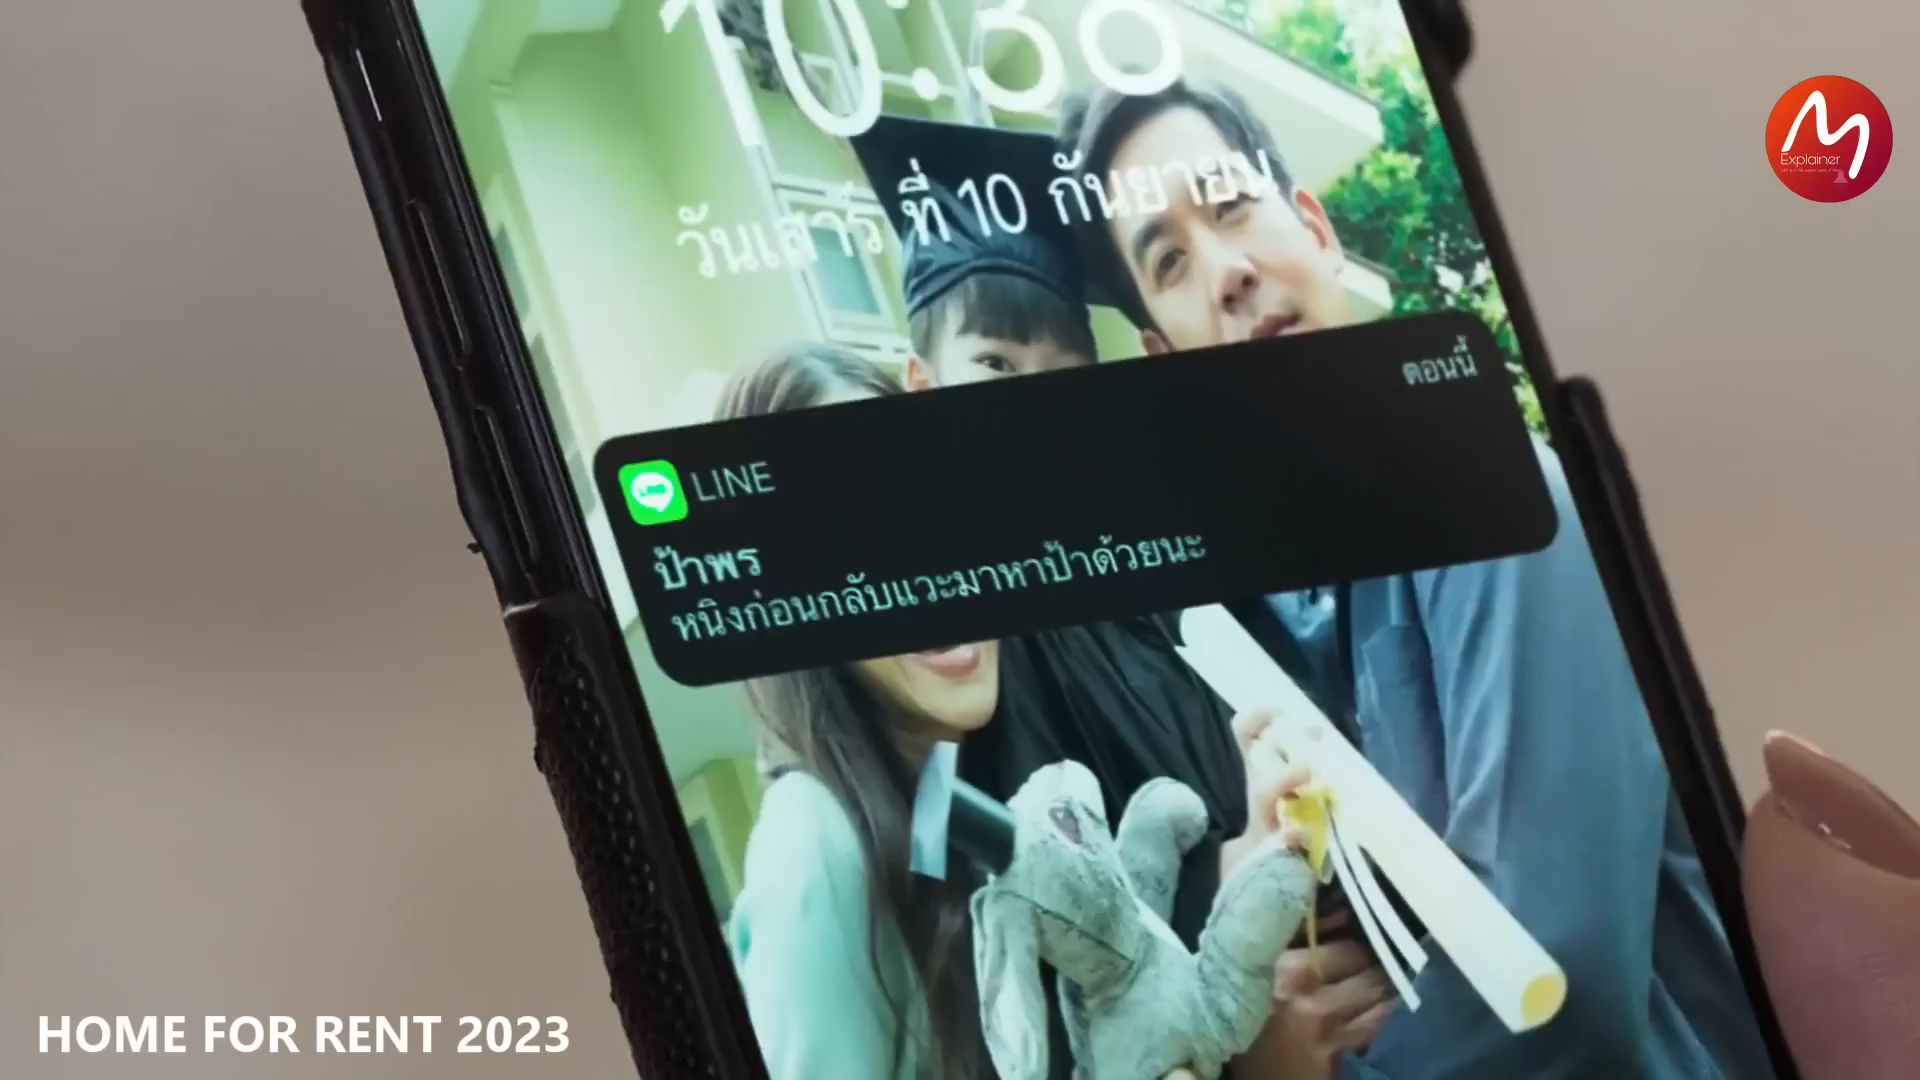 10:38
วันเสาร์ ที่ 10 กันยายน
ตอนนี้
LINE
ป้าพร
หนิงก่อนกลับแวะมาหาป้าด้วยนะ
M
Explainer
HOME FOR RENT 2023